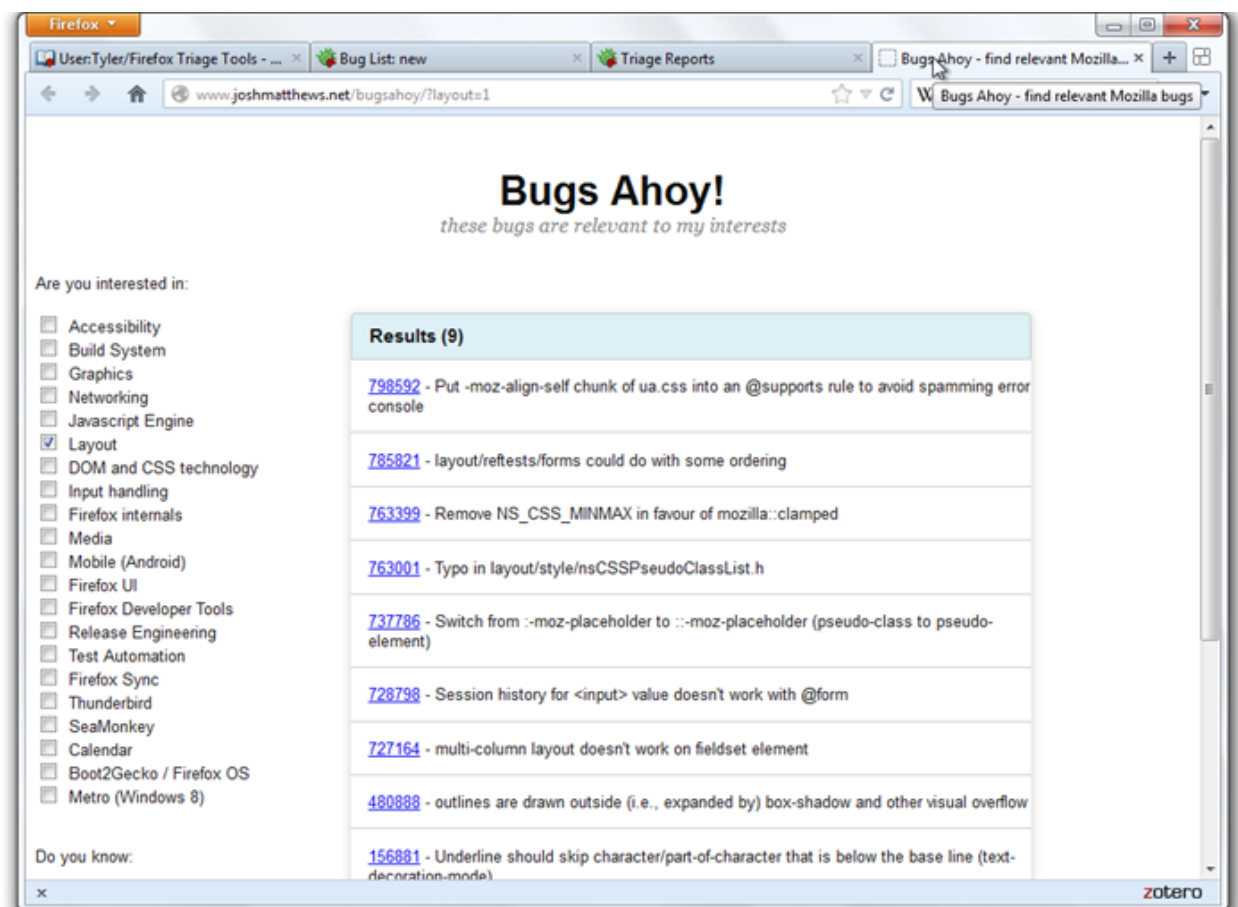 Firefox
User:Tyler/Firefox Triage Tools - ...
Bug List: new
Triage Reports
Bugs Ahoy - find relevant Mozilla...
www.joshmatthews.net/bugsahoy/?layout=1
W
Bugs Ahoy - find relevant Mozilla bugs
Bugs Ahoy!
these bugs are relevant to my interests
Are you interested in:
Accessibility
Build System
Graphics
Networking
Javascript Engine
Layout
DOM and CSS technology
Input handling
Firefox internals
Media
Mobile (Android)
Firefox UI
Firefox Developer Tools
Release Engineering
Test Automation
Firefox Sync
Thunderbird
SeaMonkey
Calendar
Boot2Gecko / Firefox OS
Metro (Windows 8)
Do you know:
Results (9)
798592 - Put -moz-align-self chunk of ua.css into an @supports rule to avoid spamming error
console
785821 - layout/reftests/forms could do with some ordering
763399 - Remove NS_CSS_MINMAX in favour of mozilla::clamped
763001 - Typo in layout/style/nsCSSPseudoClassList.h
737786 - Switch from :-moz-placeholder to ::-moz-placeholder (pseudo-class to pseudo-
element)
728798 - Session history for <input> value doesn't work with @form
727164 - multi-column layout doesn't work on fieldset element
480888 - outlines are drawn outside (i.e., expanded by) box-shadow and other visual overflow
156881 - Underline should skip character/part-of-character that is below the base line (text-
decoration-mode)
zotero